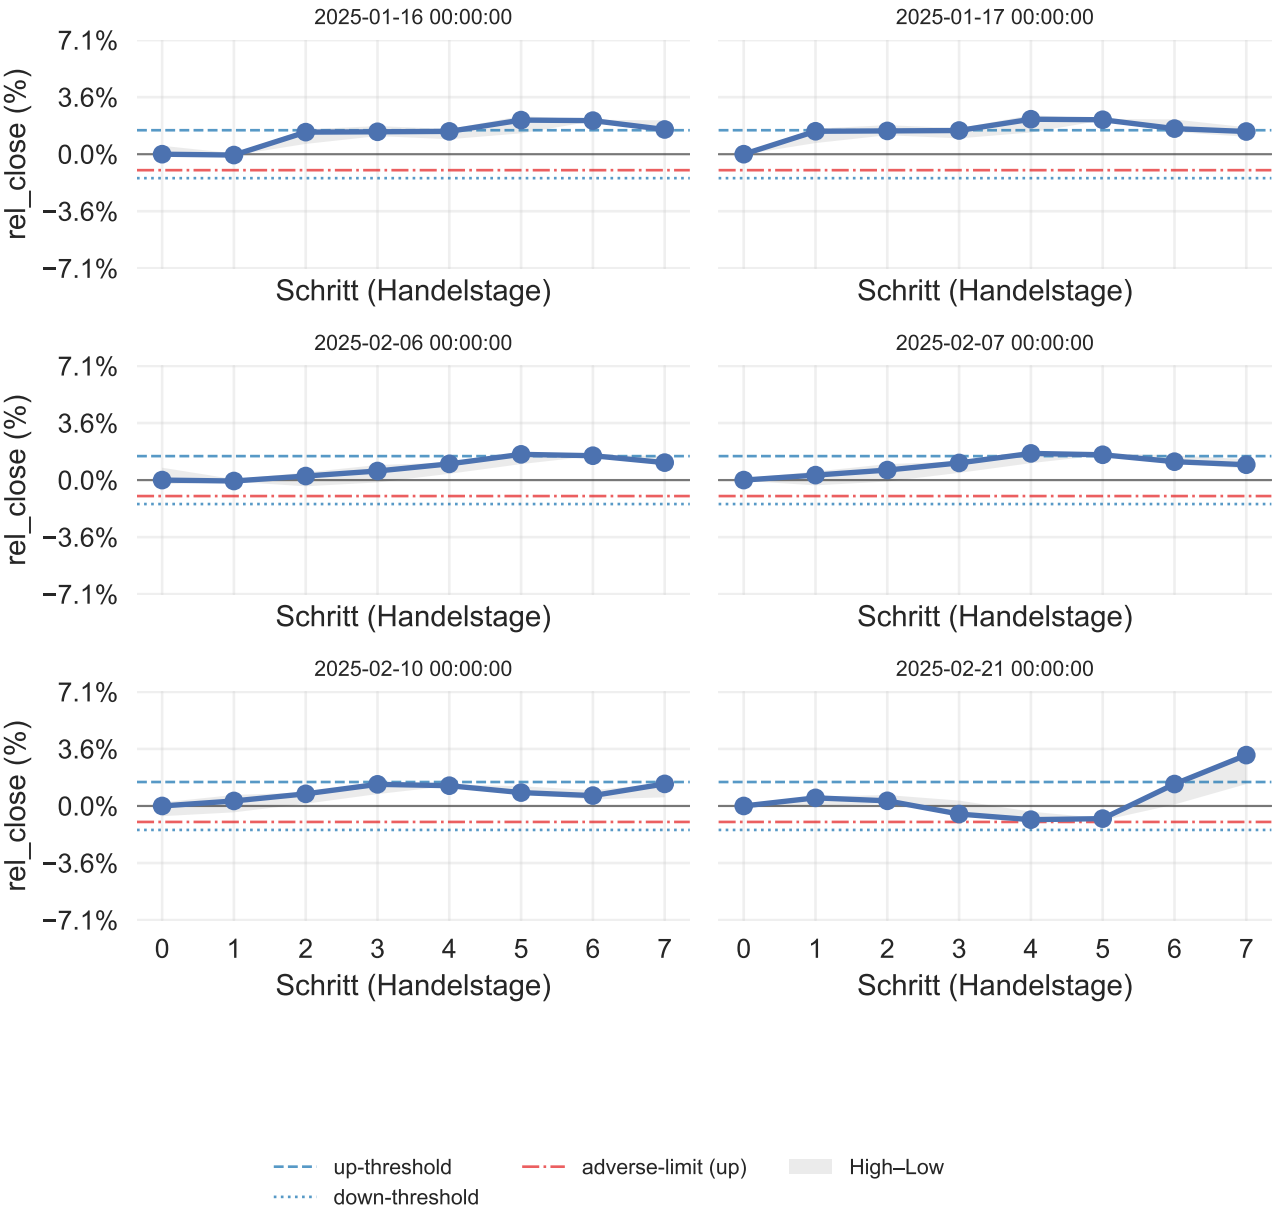 2025-01-16 00:00:00
2025-01-17 00:00:00
7.1%
3.6%
0.0%
−3.6%
−7.1%
rel_close (%)
Schritt (Handelstage)
Schritt (Handelstage)
2025-02-06 00:00:00
2025-02-07 00:00:00
7.1%
3.6%
0.0%
−3.6%
−7.1%
rel_close (%)
Schritt (Handelstage)
Schritt (Handelstage)
2025-02-10 00:00:00
2025-02-21 00:00:00
7.1%
3.6%
0.0%
−3.6%
−7.1%
rel_close (%)
0 1 2 3 4 5 6 7
0 1 2 3 4 5 6 7
Schritt (Handelstage)
Schritt (Handelstage)
up-threshold
down-threshold
adverse-limit (up)
High–Low